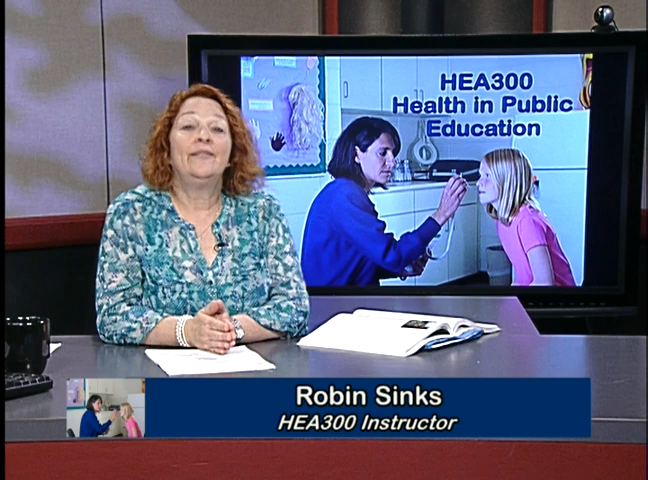 HEA300
Health in Public
Education
Robin Sinks
HEA300 Instructor